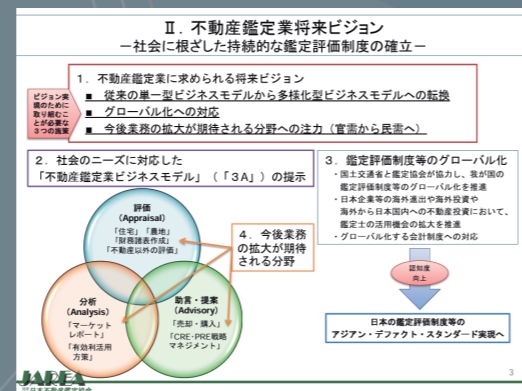 Ⅱ．不動産鑑定業将来ビジョン
－社会に根ざした持続的な鑑定評価制度の確立－
ビジョン実
現のために
取り組むこ
とが必要な
３つの施策
１．不動産鑑定業に求められる将来ビジョン
■ 従来の単一型ビジネスモデルから多様化型ビジネスモデルへの転換
■ グローバル化への対応
■ 今後業務の拡大が期待される分野への注力（官需から民需へ）
２．社会のニーズに対応した
「不動産鑑定業ビジネスモデル」（「３A」）の提示
評価
(Appraisal)
「住宅」「農地」
「財務諸表作成」
「不動産以外の評価」
分析
(Analysis)
「マーケット
レポート」
「有効利活用
方策」
助言・提案
(Advisory)
「売却・購入」
「CRE・PRE戦略
マネジメント」
４．今後業務
の拡大が期待
される分野
３．鑑定評価制度等のグローバル化
・国土交通省と鑑定協会が協力し、我が国の
鑑定評価制度等のグローバル化を推進
・日本企業等の海外進出や海外投資や
海外から日本国内への不動産投資において、
鑑定士の活用機会の拡大を推進
・グローバル化する会計制度への対応
認知度
向上
日本の鑑定評価制度等の
アジアン・デファクト・スタンダード実現へ
JAREA
日本不動産鑑定協会
3